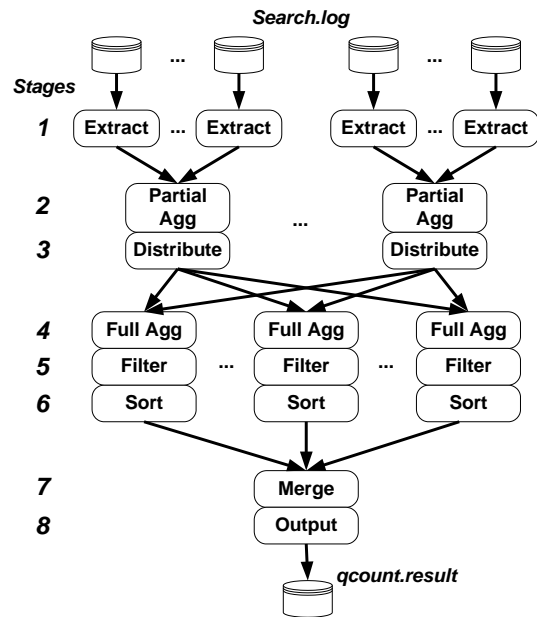 Search.log
... ...
Stages
1 Extract ... Extract Extract ... Extract
2 Partial Agg Partial Agg
...
3 Distribute Distribute
4 Full Agg Full Agg Full Agg
5 Filter ... Filter ... Filter
6 Sort Sort Sort
7 Merge
8 Output
qcount.result